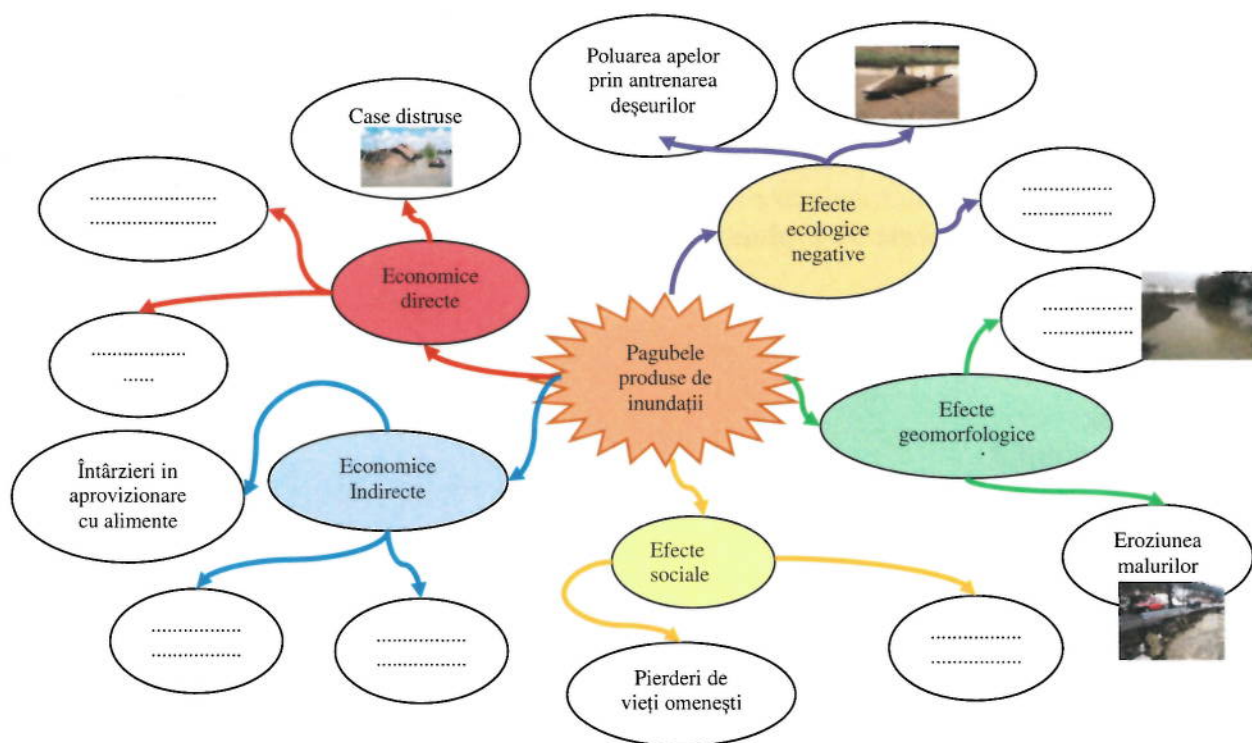 Poluarea apelor
prin antrenarea
deșeurilor
Case distruse
....................
....................
....................
....................
Efecte
ecologice
negative
Economice
directe
....................
....................
...................
......
Pagubele
produse de
inundații
Efecte
geomorfologice
Întârzieri in
aprovizionare
cu alimente
Economice
Indirecte
Efecte
sociale
Eroziunea
malurilor
..................
..................
..................
..................
..................
..................
Pierderi de
vieți omenești